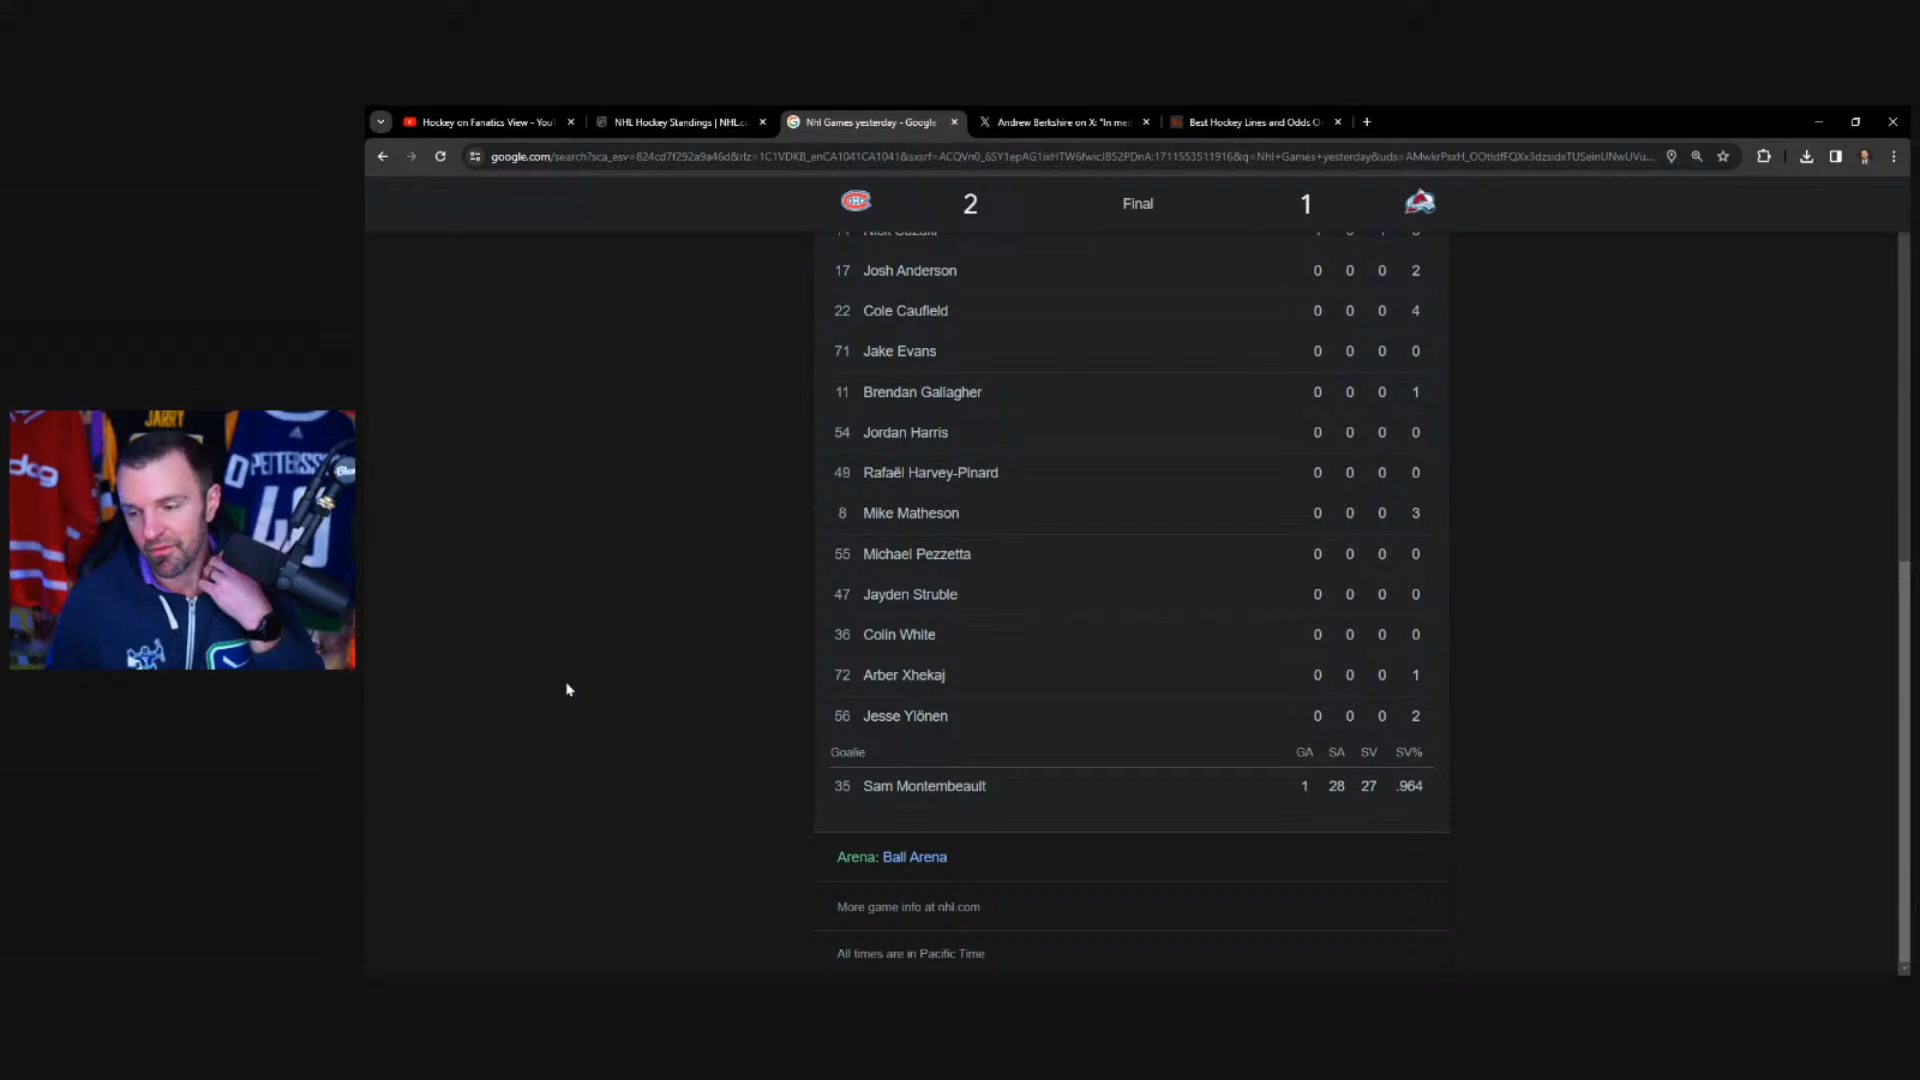 Hockey on Fanatics View - You
NHL Hockey Standings | NHL.c
Nhl Games yesterday - Google
Andrew Berkshire on X: "In me
Best Hockey Lines and Odds O
2 Final 1
17 Josh Anderson 0 0 0 2
22 Cole Caufield 0 0 0 4
71 Jake Evans 0 0 0 0
11 Brendan Gallagher 0 0 0 1
54 Jordan Harris 0 0 0 0
49 Rafaël Harvey-Pinard 0 0 0 0
8 Mike Matheson 0 0 0 3
55 Michael Pezzetta 0 0 0 0
47 Jayden Struble 0 0 0 0
36 Colin White 0 0 0 0
72 Arber Xhekaj 0 0 0 1
56 Jesse Ylönen 0 0 0 2
Goalie GA SA SV SV%
35 Sam Montembeault 1 28 27 .964
Arena: Ball Arena
More game info at nhl.com
All times are in Pacific Time
JARRY
PETTERSS
40